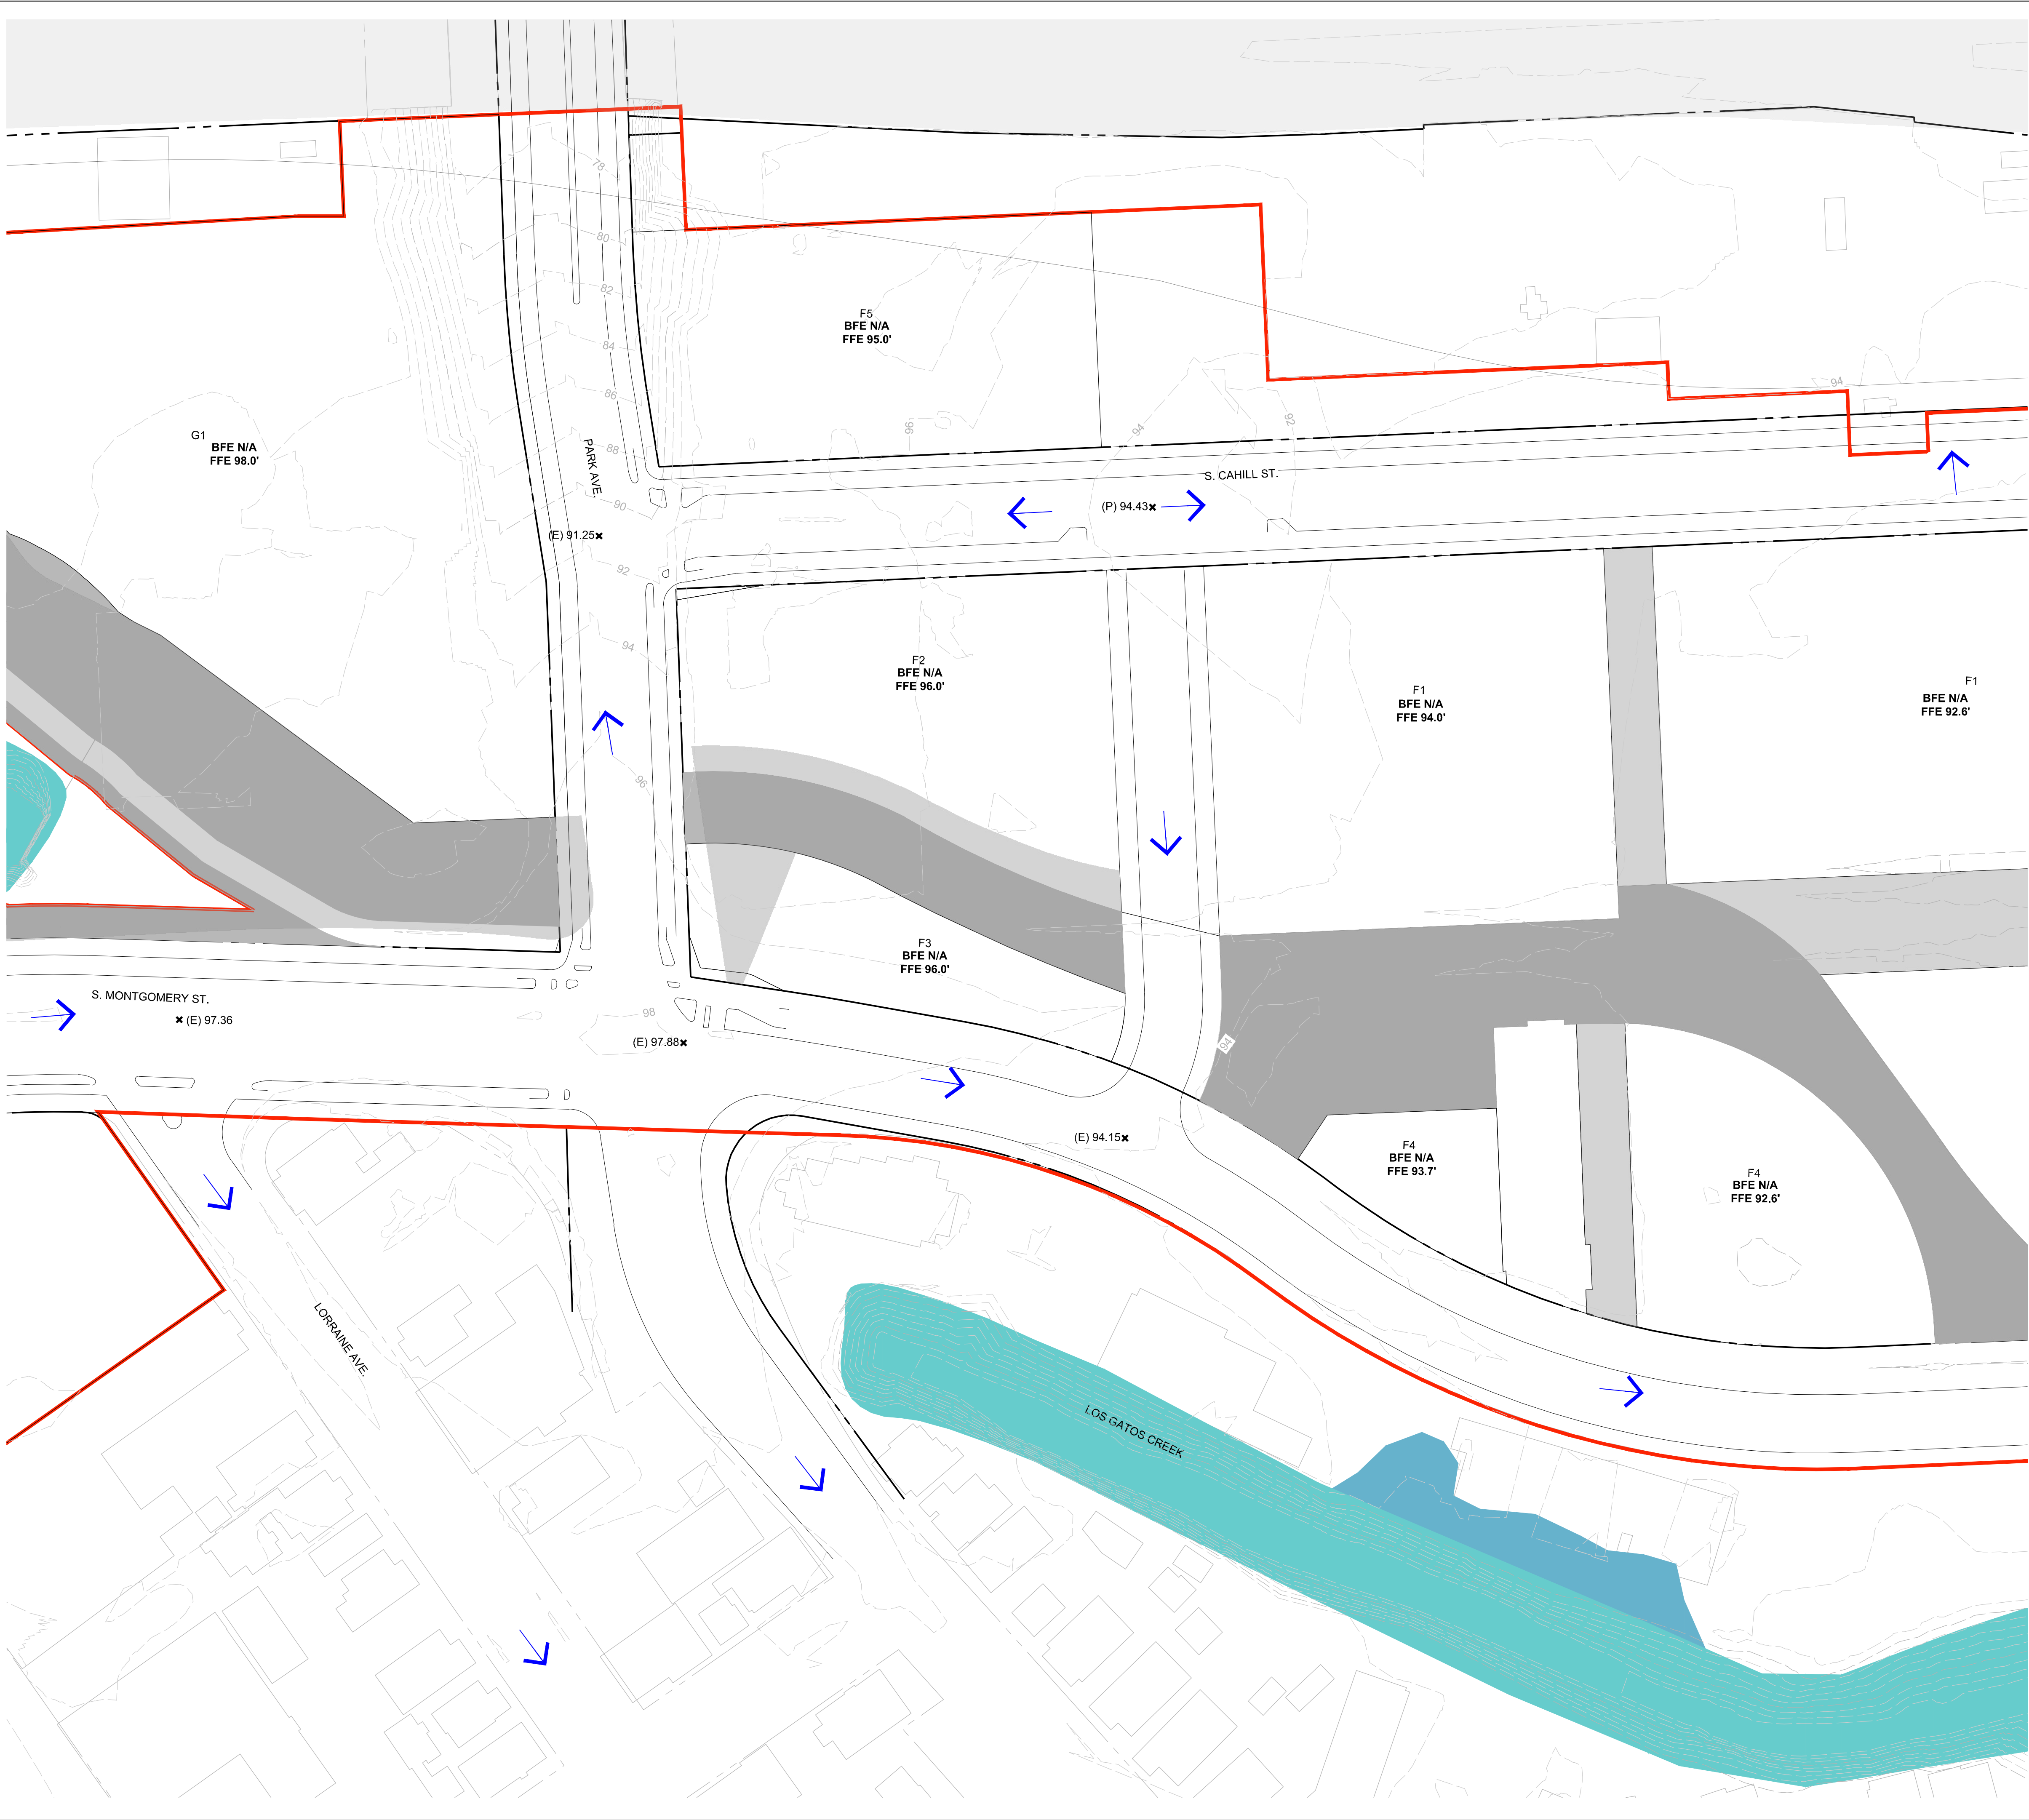 78
80
82
84
86
88
90
92
94
96
98
F5
BFE N/A
FFE 95.0'
96
94
92
94
G1
BFE N/A
FFE 98.0'
PARK AVE.
S. CAHILL ST.
(P) 94.43
(E) 91.25
F2
BFE N/A
FFE 96.0'
F1
BFE N/A
FFE 94.0'
F1
BFE N/A
FFE 92.6'
F3
BFE N/A
FFE 96.0'
S. MONTGOMERY ST.
(E) 97.36
(E) 97.88
94
(E) 94.15
F4
BFE N/A
FFE 93.7'
F4
BFE N/A
FFE 92.6'
LORRAINE AVE.
LOS GATOS CREEK